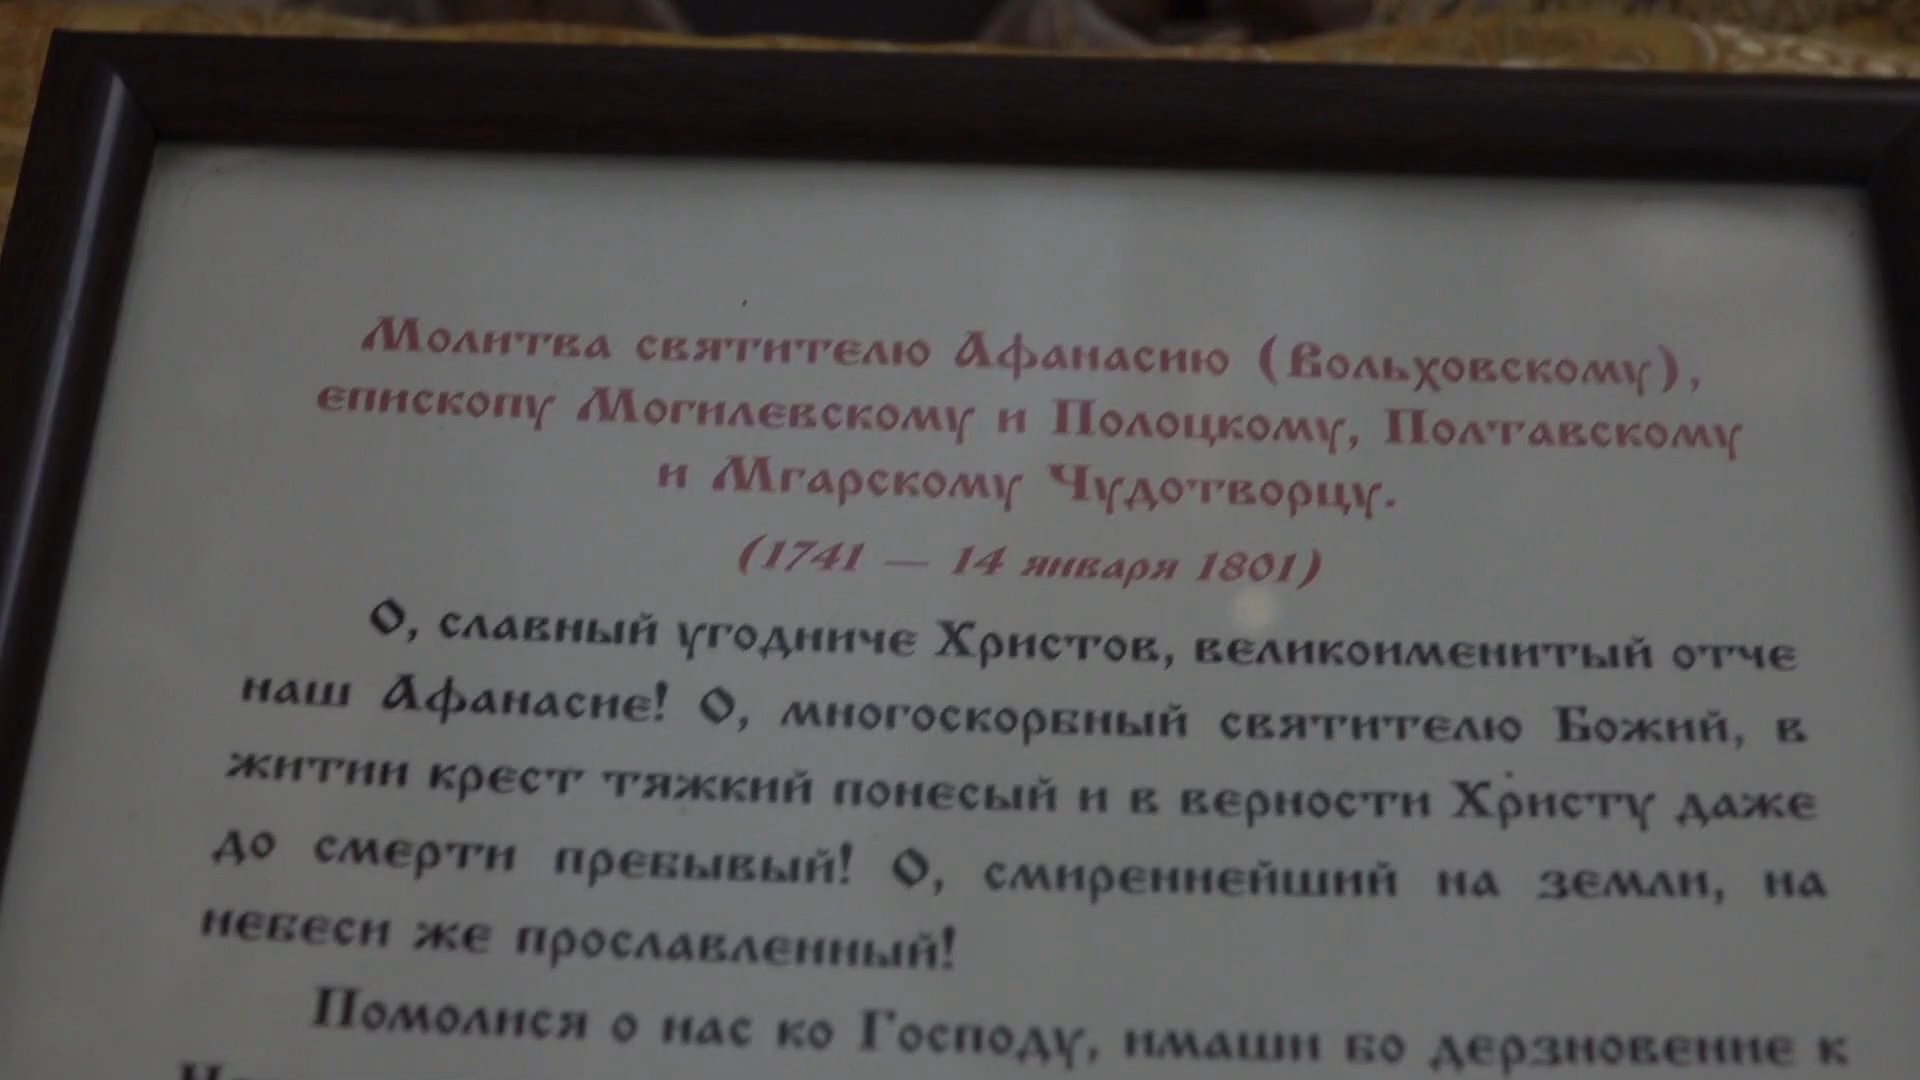 Молитва святителю Афанасию (Вольховскому),
епископу Могилевскому и Полоцкому, Полтавскому
и Мгарскому Чудотворцу.
(1741 — 14 января 1801)
О, славный угодниче Христов, великоименитый отче
наш Афанасие! О, многоскорбный святителю Божий, в
житии крест тяжкий понесый и в верности Христу даже
до смерти пребывый! О, смиреннейший на земли, на
небеси же прославленный!
Помолися о нас ко Господу, имаши бо дерзновение к